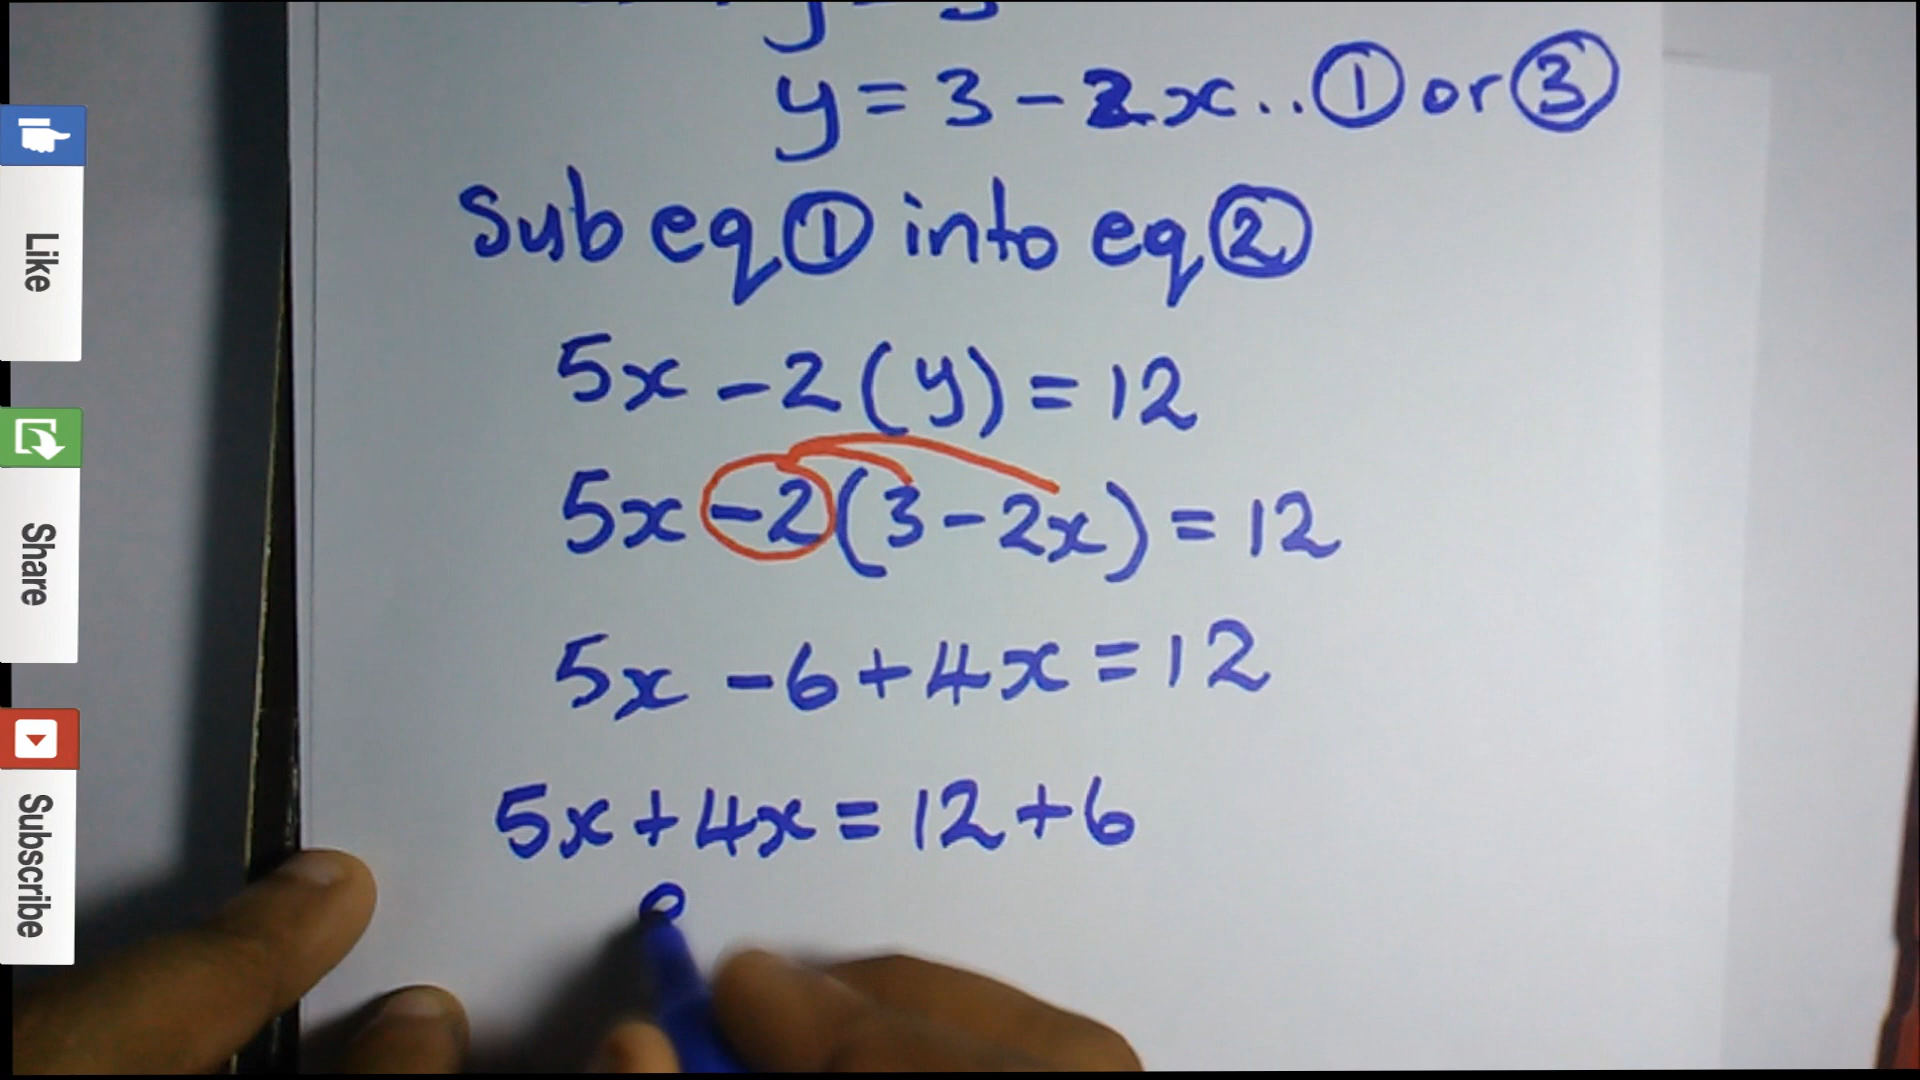 y = 3 - 2x .. ① or ③
Sub eq ① into eq ②
5x - 2 (y) = 12
5x - 2 (3 - 2x) = 12
5x - 6 + 4x = 12
5x + 4x = 12 + 6
Like
Share
Subscribe